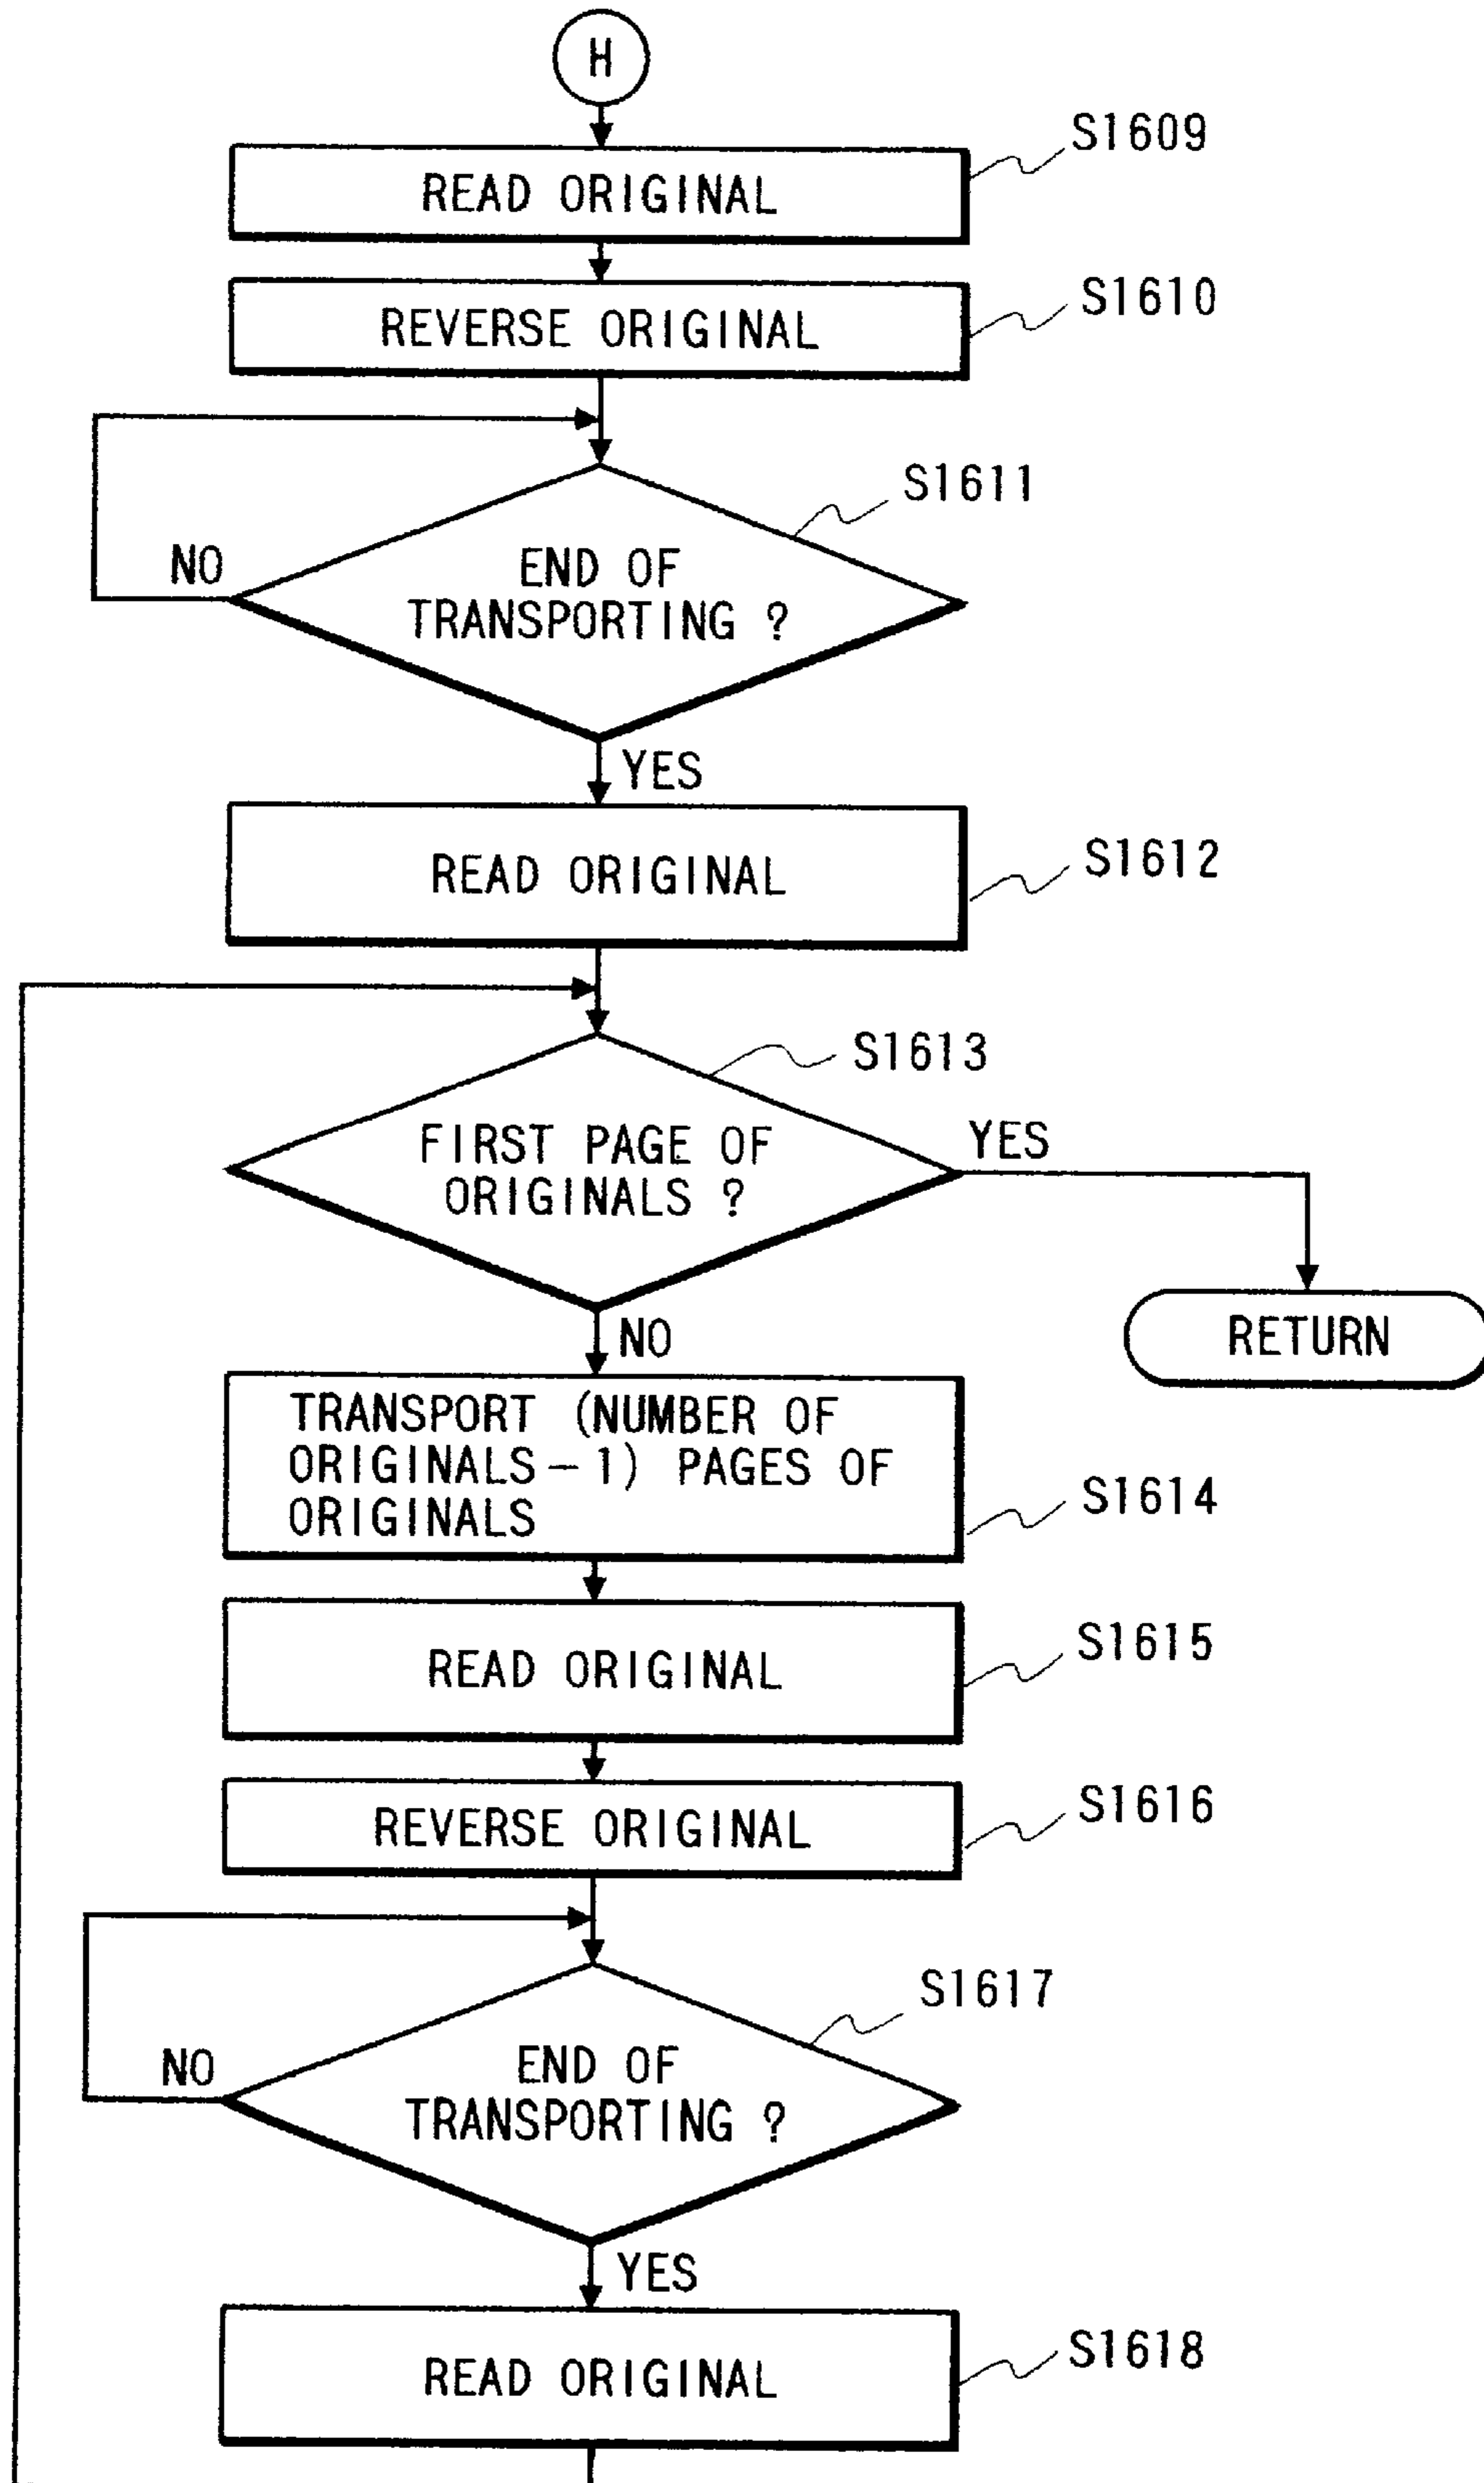 H
S1609
READ ORIGINAL
S1610
REVERSE ORIGINAL
S1611
NO
END OF
TRANSPORTING ?
YES
S1612
READ ORIGINAL
S1613
FIRST PAGE OF
ORIGINALS ?
YES
NO
RETURN
TRANSPORT (NUMBER OF
ORIGINALS-1) PAGES OF
ORIGINALS
S1614
S1615
READ ORIGINAL
S1616
REVERSE ORIGINAL
S1617
NO
END OF
TRANSPORTING ?
YES
S1618
READ ORIGINAL